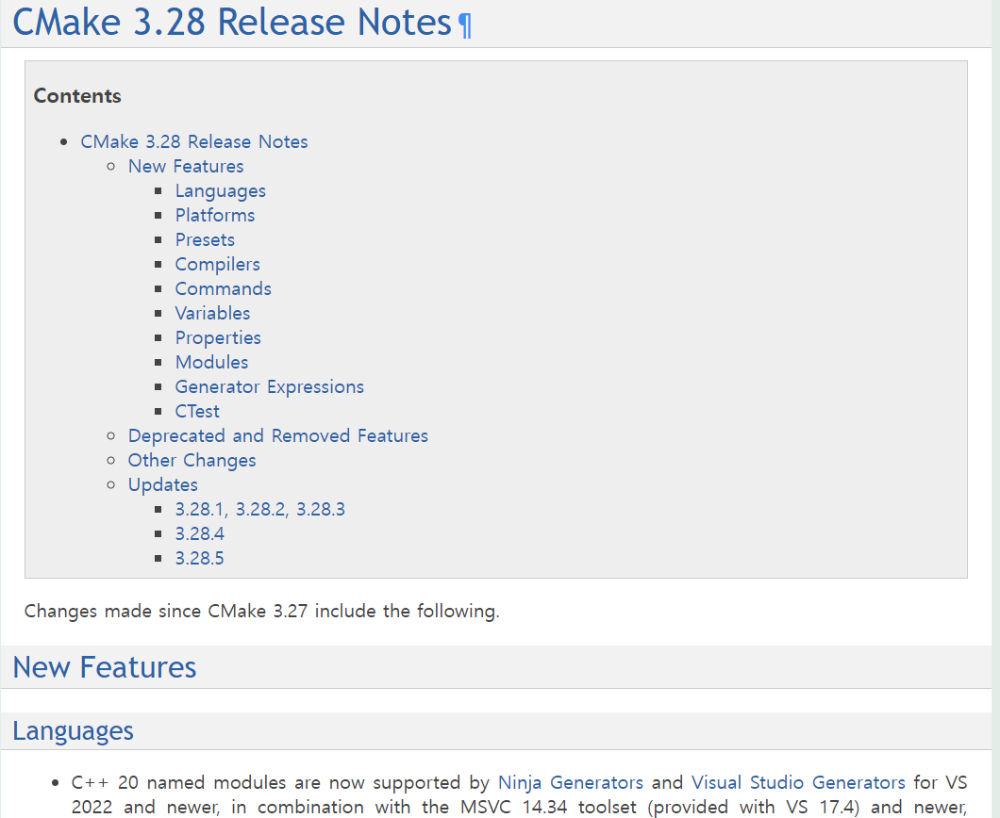 CMake 3.28 Release Notes¶
Contents
CMake 3.28 Release Notes
New Features
Languages
Platforms
Presets
Compilers
Commands
Variables
Properties
Modules
Generator Expressions
CTest
Deprecated and Removed Features
Other Changes
Updates
3.28.1, 3.28.2, 3.28.3
3.28.4
3.28.5
Changes made since CMake 3.27 include the following.
New Features
Languages
C++ 20 named modules are now supported by Ninja Generators and Visual Studio Generators for VS
2022 and newer, in combination with the MSVC 14.34 toolset (provided with VS 17.4) and newer,